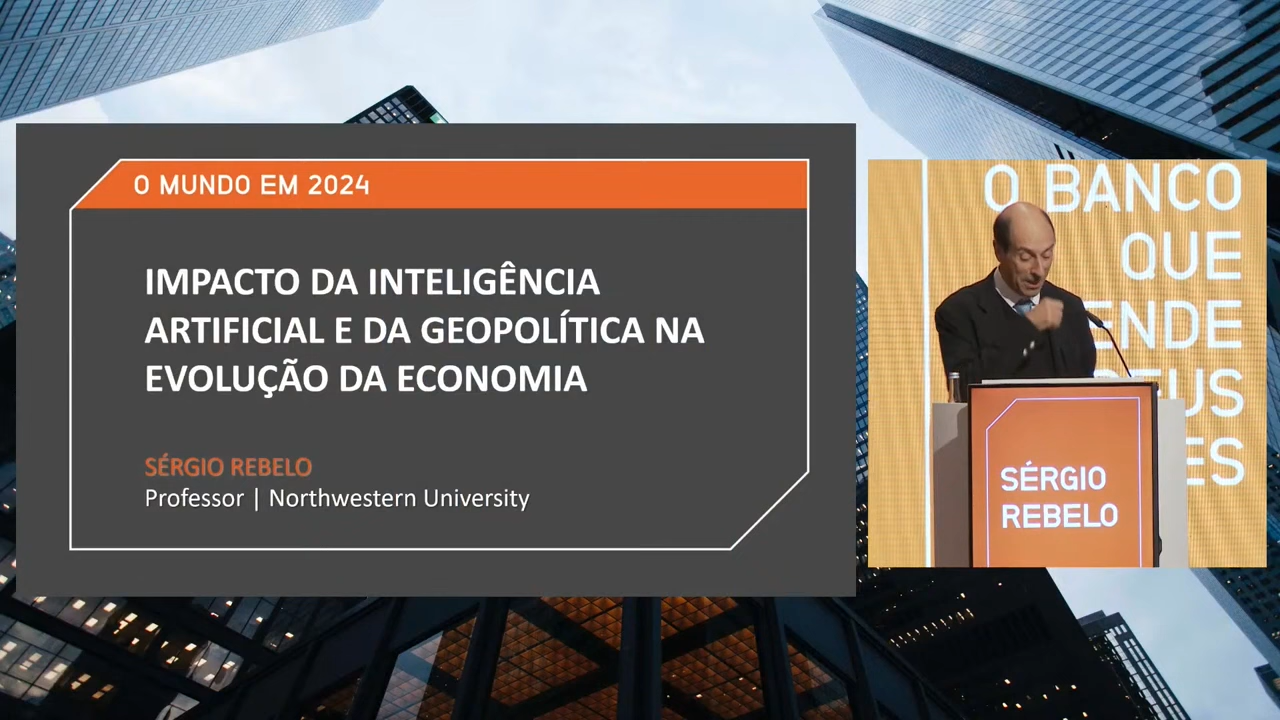 O MUNDO EM 2024
IMPACTO DA INTELIGÊNCIA
ARTIFICIAL E DA GEOPOLÍTICA NA
EVOLUÇÃO DA ECONOMIA
SÉRGIO REBELO
Professor | Northwestern University
O BANCO
QUE
SÉRGIO
REBELO